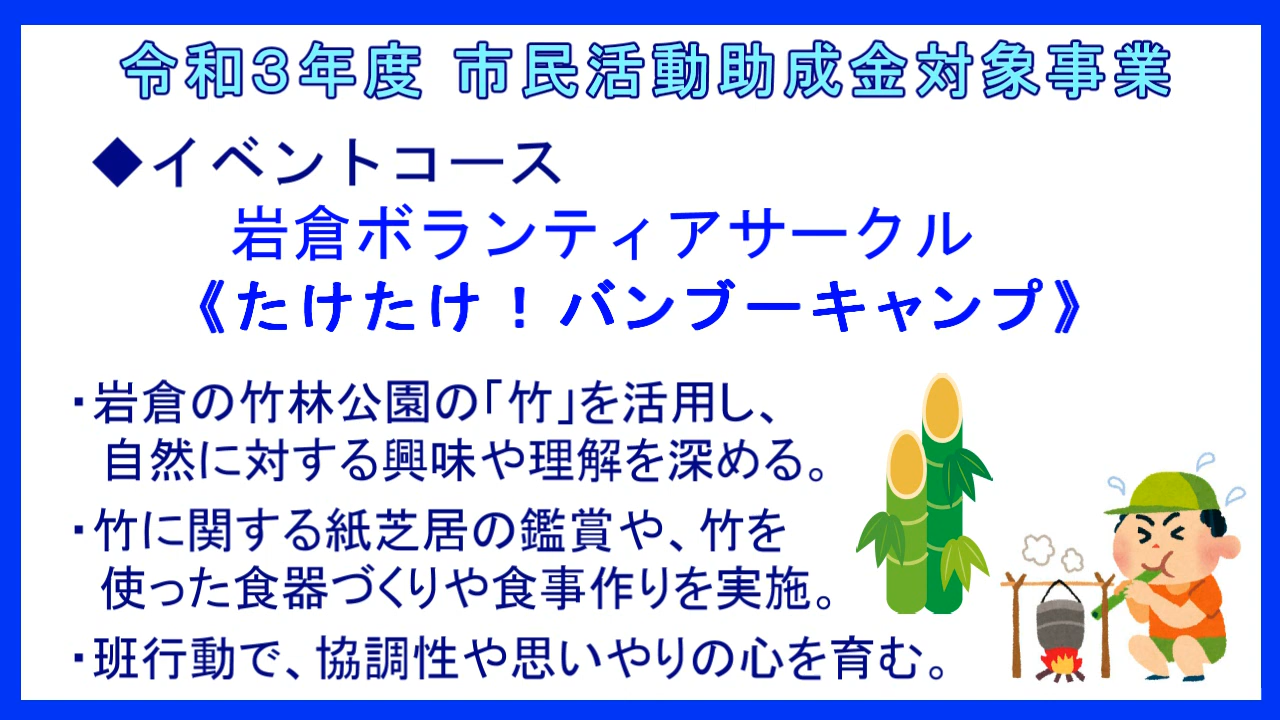 令和３年度 市民活動助成金対象事業
◆イベントコース
岩倉ボランティアサークル
《たけたけ！バンブーキャンプ》
・岩倉の竹林公園の「竹」を活用し、
自然に対する興味や理解を深める。
・竹に関する紙芝居の鑑賞や、竹を
使った食器づくりや食事作りを実施。
・班行動で、協調性や思いやりの心を育む。